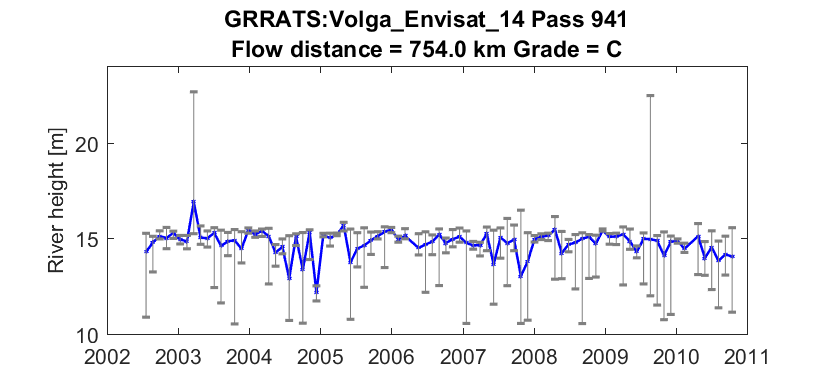 GRRATS:Volga_Envisat_14 Pass 941
Flow distance = 754.0 km Grade = C
River height [m]
20
15
10
2002 2003 2004 2005 2006 2007 2008 2009 2010 2011